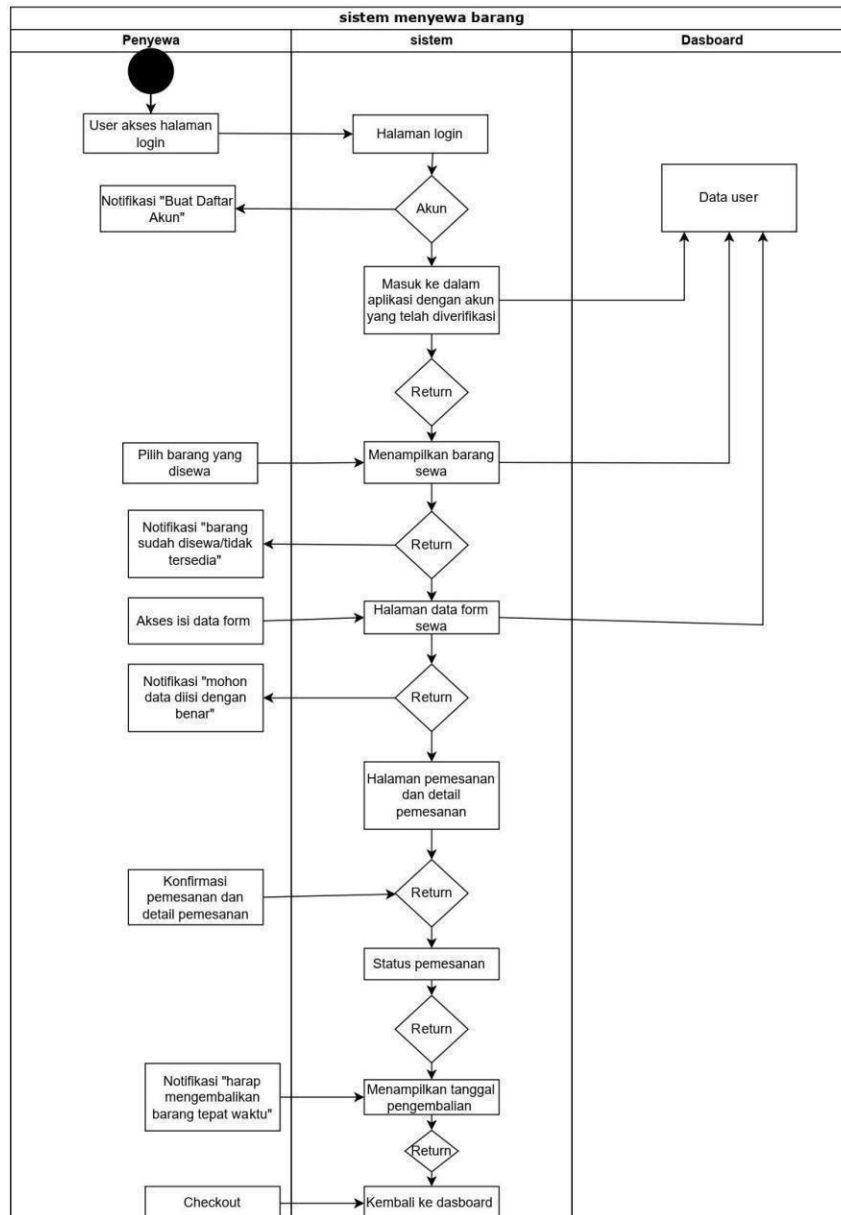 sistem menyewa barang
Penyewa
sistem
Dasboard
User akses halaman
login
Halaman login
Notifikasi "Buat Daftar
Akun"
Akun
Data user
Masuk ke dalam
aplikasi dengan akun
yang telah diverifikasi
Return
Pilih barang yang
disewa
Menampilkan barang
sewa
Notifikasi "barang
sudah disewa/tidak
tersedia"
Return
Akses isi data form
Halaman data form
sewa
Notifikasi "mohon
data diisi dengan
benar"
Return
Halaman pemesanan
dan detail
pemesanan
Konfirmasi
pemesanan dan
detail pemesanan
Return
Status pemesanan
Return
Notifikasi "harap
mengembalikan
barang tepat waktu"
Menampilkan tanggal
pengembalian
Return
Checkout
Kembali ke dasboard